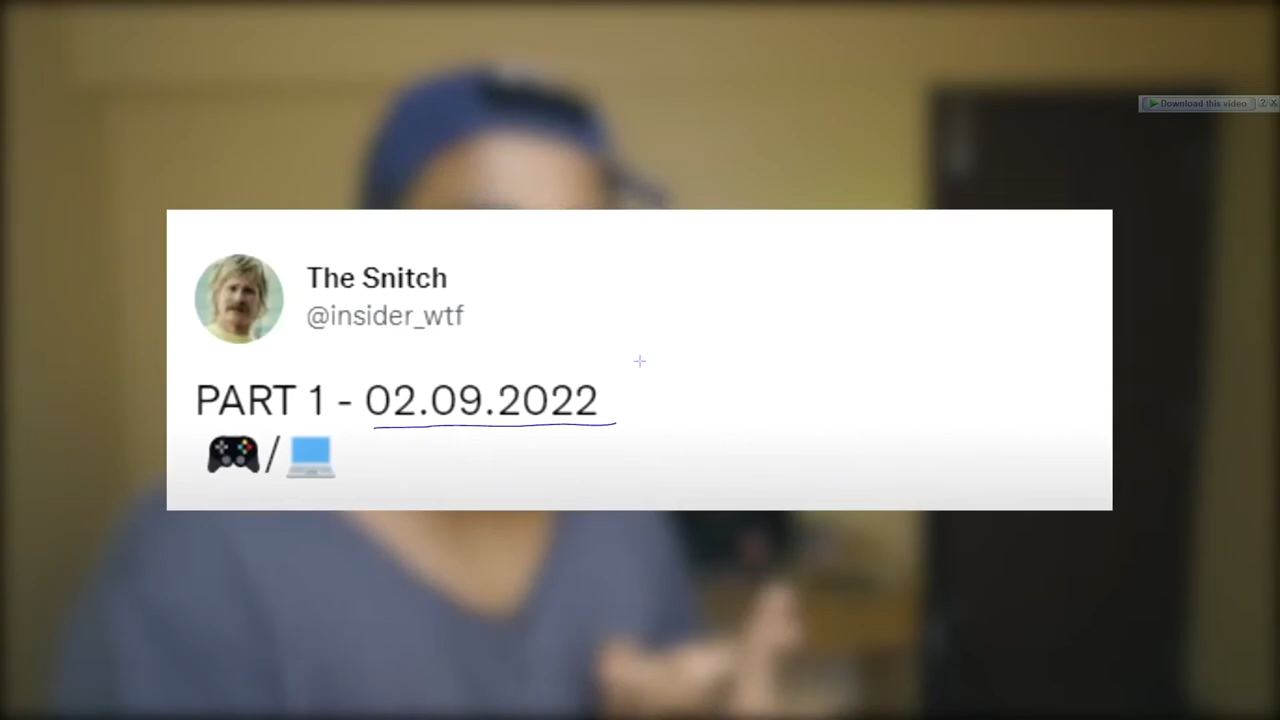 Download this video ? X
The Snitch
@insider_wtf
PART 1 - 02.09.2022
🎮/💻